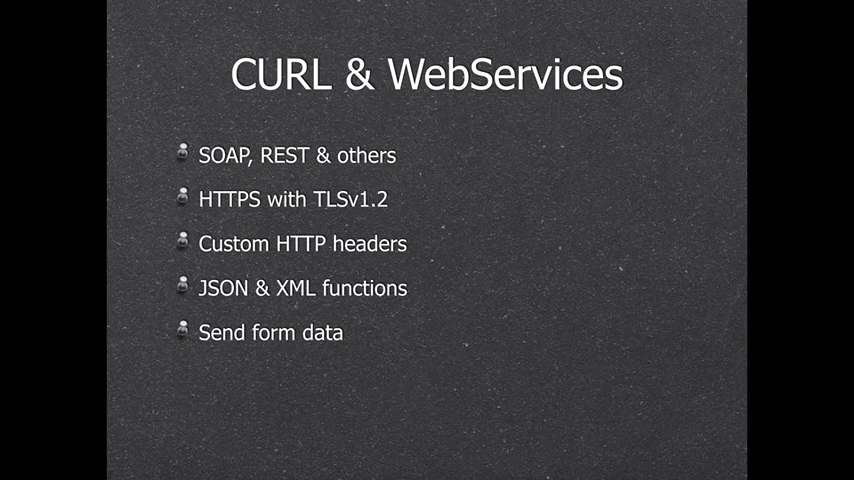 CURL & WebServices
SOAP, REST & others
HTTPS with TLSv1.2
Custom HTTP headers
JSON & XML functions
Send form data